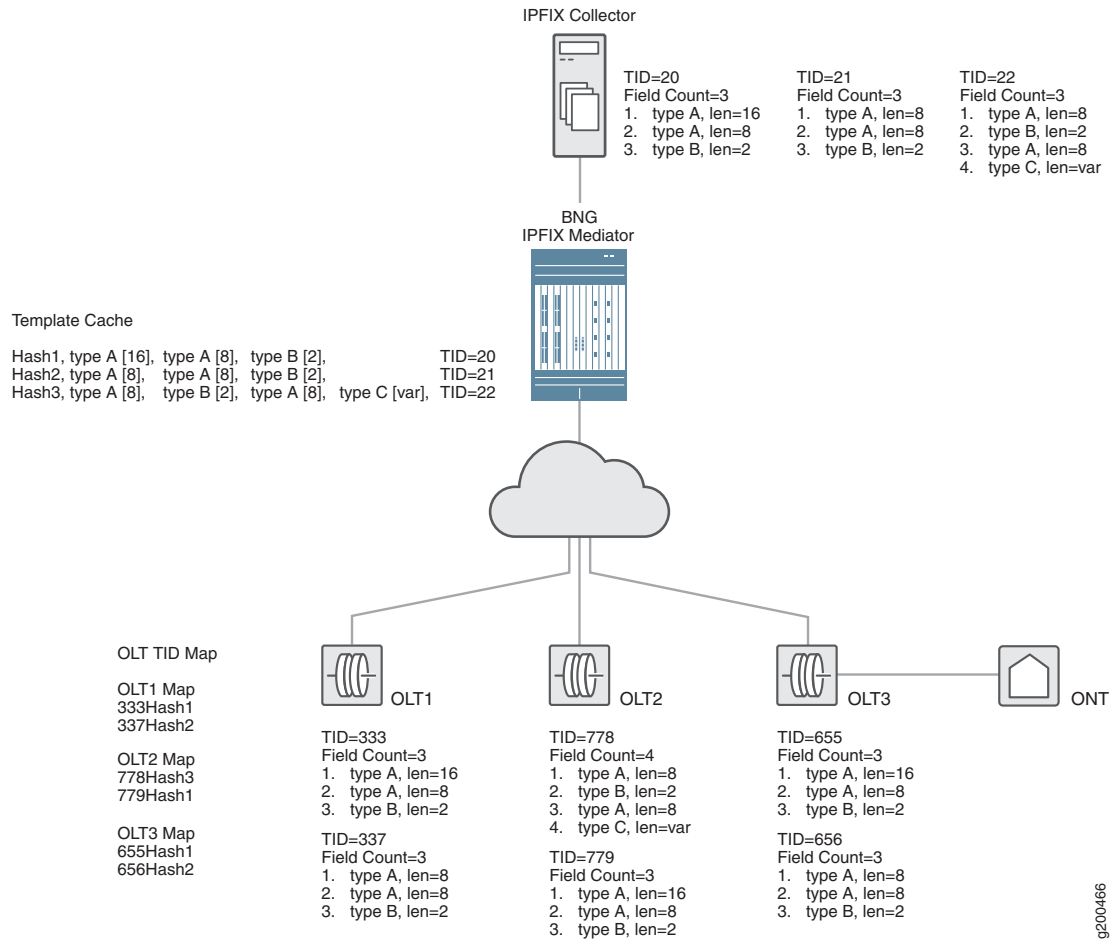 IPFIX Collector
TID=20
Field Count=3
1. type A, len=16
2. type A, len=8
3. type B, len=2
TID=21
Field Count=3
1. type A, len=8
2. type A, len=8
3. type B, len=2
TID=22
Field Count=3
1. type A, len=8
2. type B, len=2
3. type A, len=8
4. type C, len=var
BNG
IPFIX Mediator
Template Cache
Hash1, type A [16], type A [8], type B [2], TID=20
Hash2, type A [8], type A [8], type B [2], TID=21
Hash3, type A [8], type B [2], type A [8], type C [var], TID=22
OLT TID Map
OLT1 Map
333Hash1
337Hash2
OLT2 Map
778Hash3
779Hash1
OLT3 Map
655Hash1
656Hash2
OLT1
TID=333
Field Count=3
1. type A, len=16
2. type A, len=8
3. type B, len=2
TID=337
Field Count=3
1. type A, len=8
2. type A, len=8
3. type B, len=2
OLT2
TID=778
Field Count=4
1. type A, len=8
2. type B, len=2
3. type A, len=8
4. type C, len=var
TID=779
Field Count=3
1. type A, len=16
2. type A, len=8
3. type B, len=2
OLT3
TID=655
Field Count=3
1. type A, len=16
2. type A, len=8
3. type B, len=2
TID=656
Field Count=3
1. type A, len=8
2. type A, len=8
3. type B, len=2
ONT
g200466